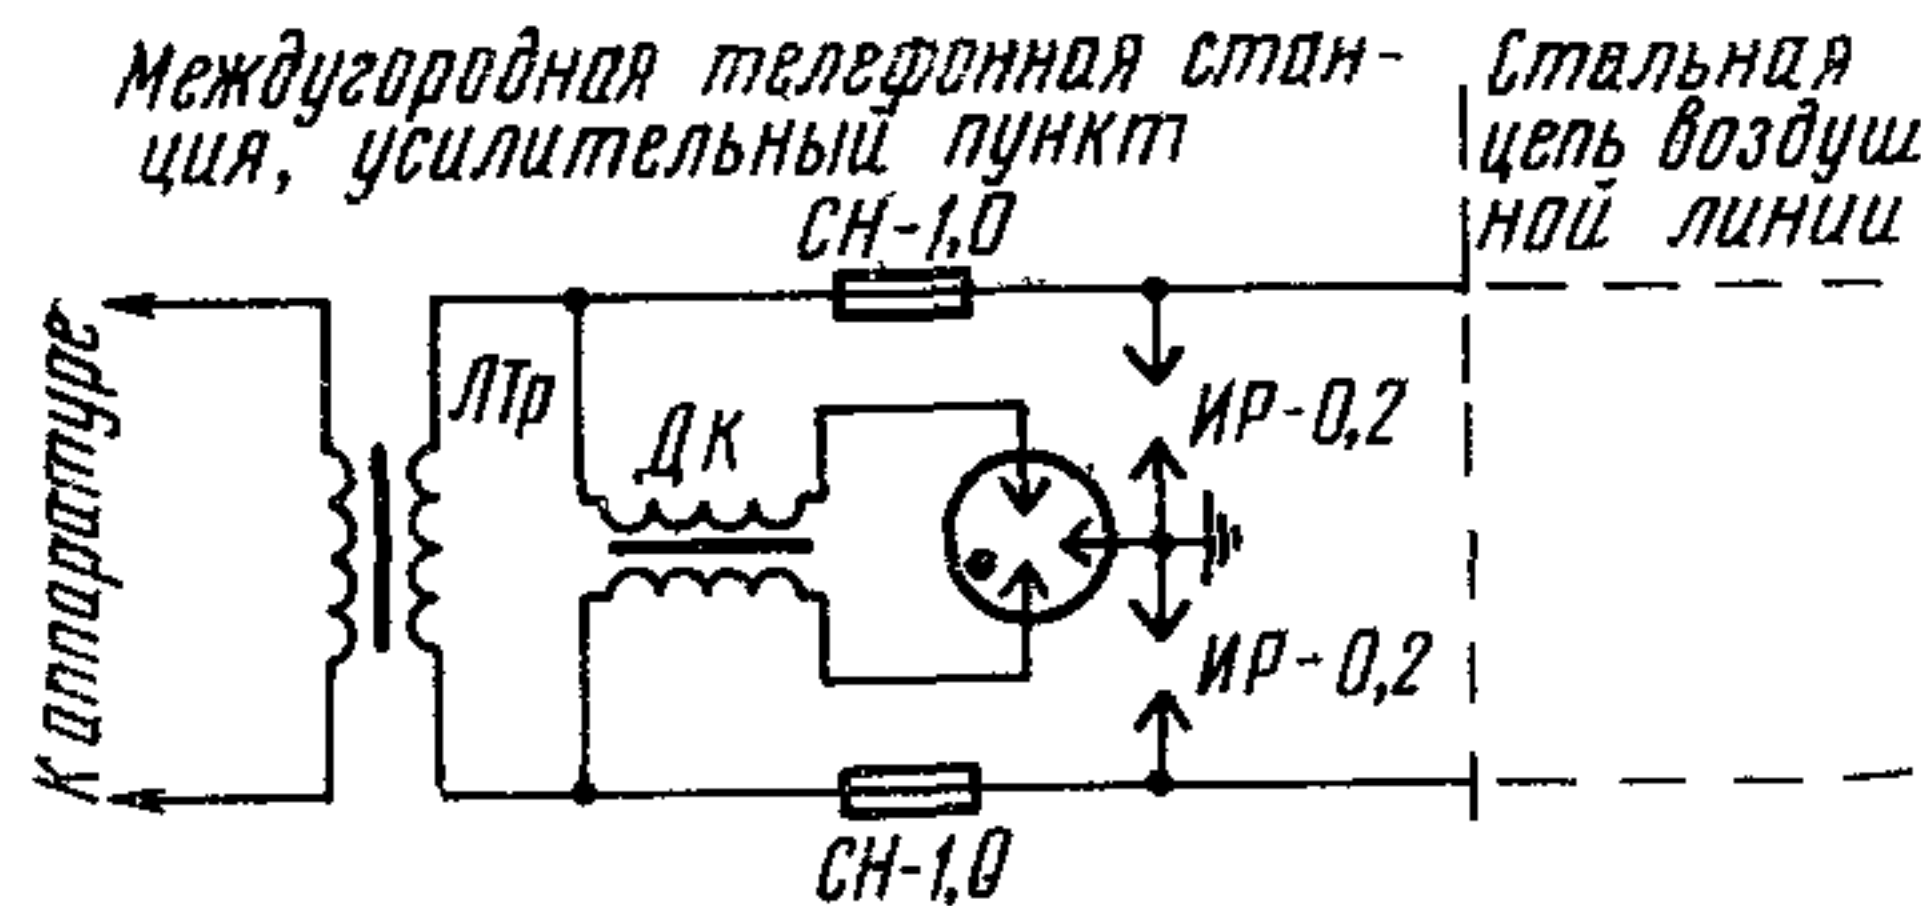 Междугородная телефонная стан-
ция, усилительный пункт
Стальная
цепь воздуш
ной линии
СН-1,0
К аппаратуре
ЛТр
ДК
ИР-0,2
ИР-0,2
СН-1,0